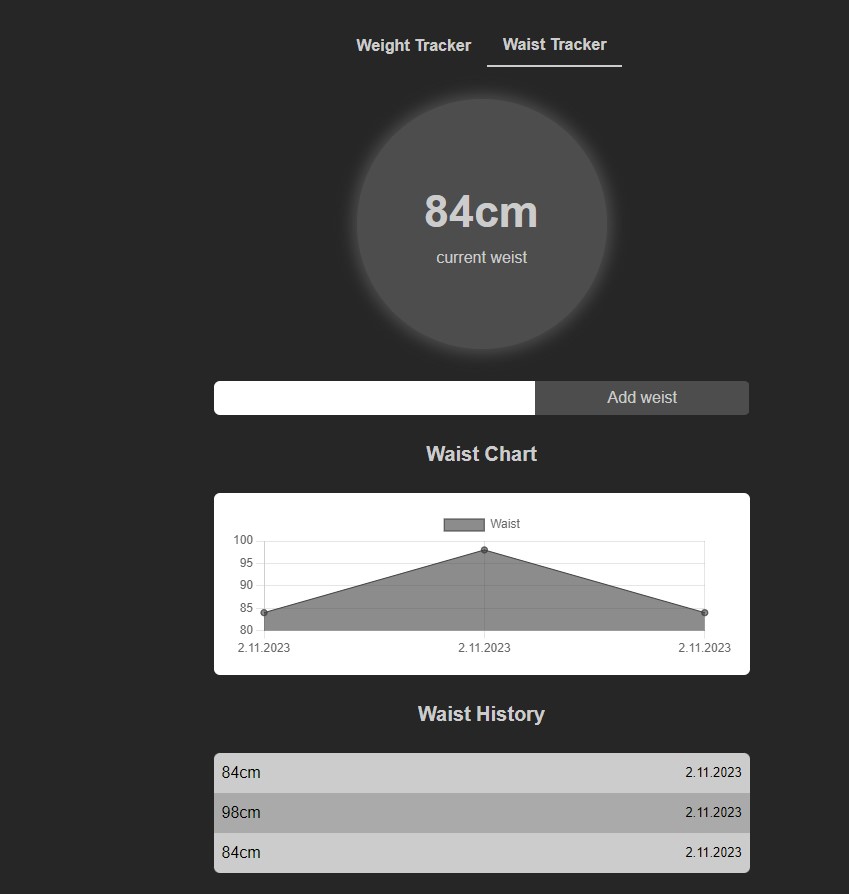 Weight Tracker Waist Tracker
84cm
current weist
Add weist
Waist Chart
Waist
100
95
90
85
80
2.11.2023 2.11.2023 2.11.2023
Waist History
84cm 2.11.2023
98cm 2.11.2023
84cm 2.11.2023